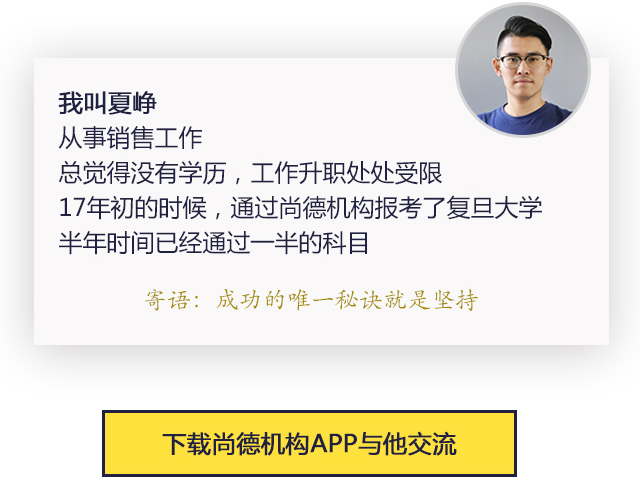 我叫夏峥
从事销售工作
总觉得没有学历，工作升职处处受限
17年初的时候，通过尚德机构报考了复旦大学
半年时间已经通过一半的科目
寄语：成功的唯一秘诀就是坚持
下载尚德机构APP与他交流